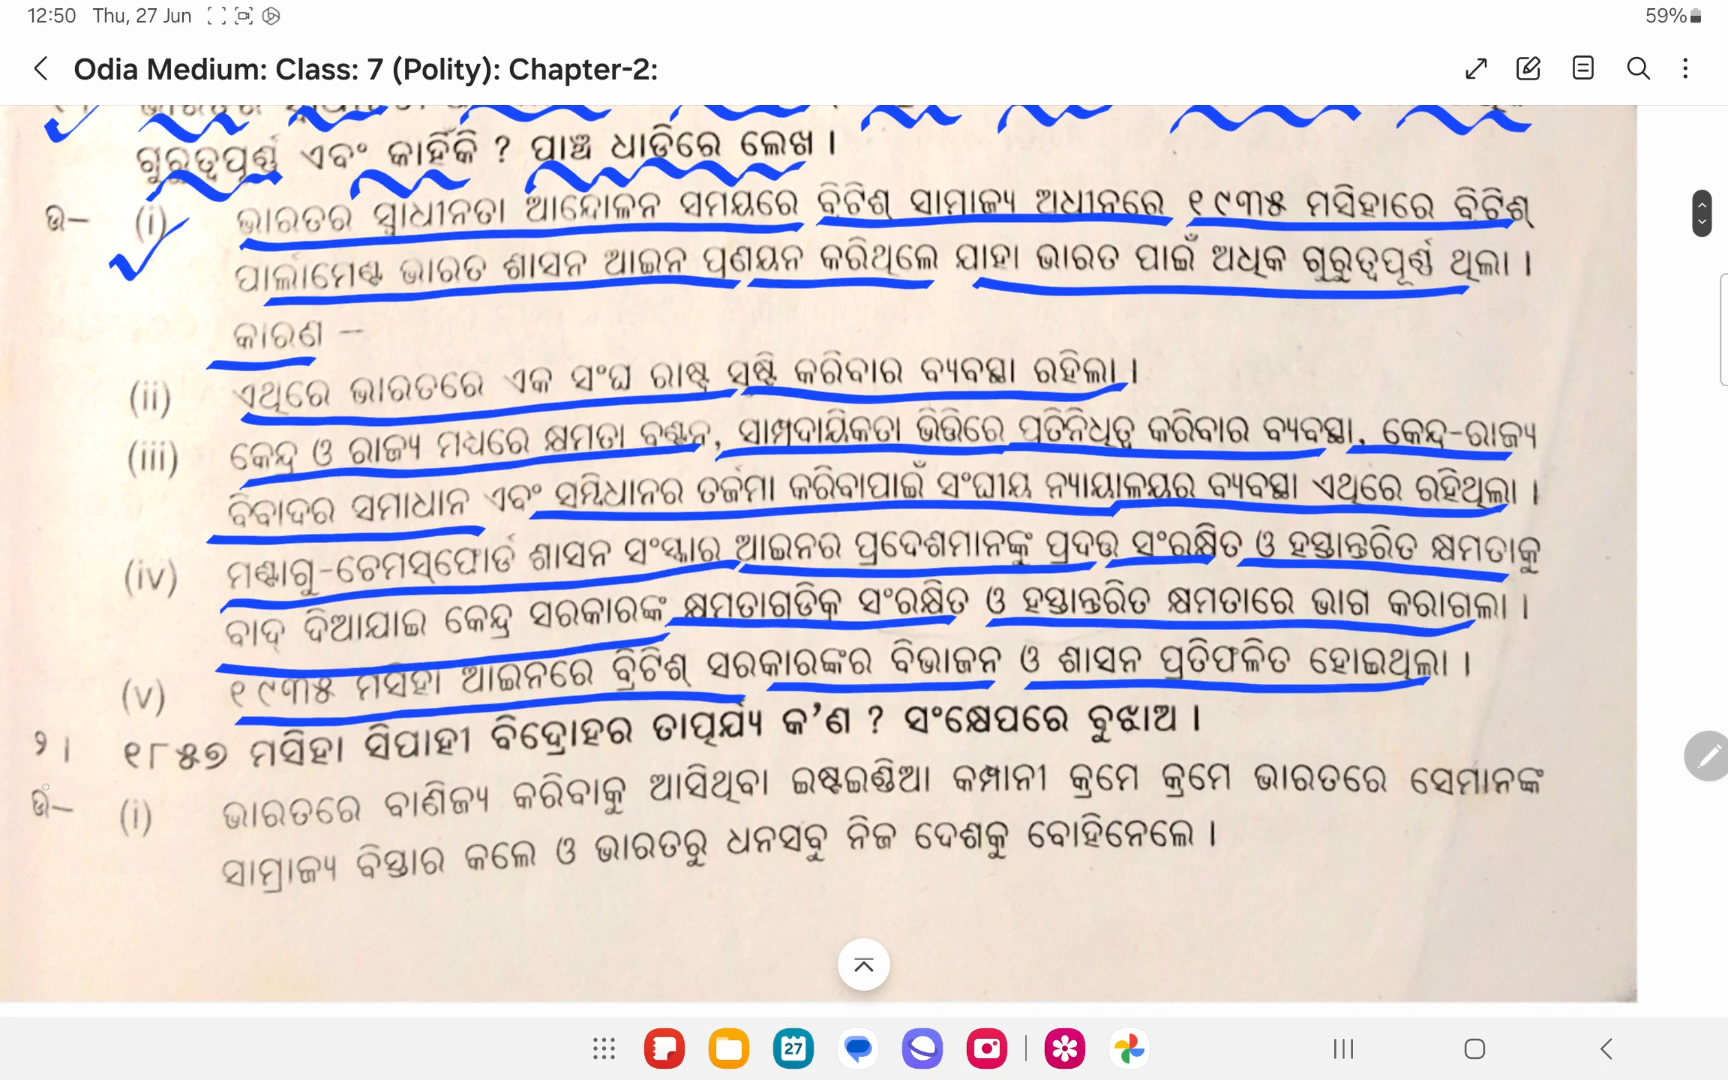 12:50 Thu, 27 Jun 59%
Odia Medium: Class: 7 (Polity): Chapter-2:
ଗୁରୁତ୍ୱପୂର୍ଣ୍ଣ ଏବଂ କାହିଁକି ? ପାଞ୍ଚ ଧାଡ଼ିରେ ଲେଖ ।
ଉ— (i) ଭାରତର ସ୍ୱାଧୀନତା ଆନ୍ଦୋଳନ ସମୟରେ ବ୍ରିଟିଶ୍ ସାମ୍ରାଜ୍ୟ ଅଧୀନରେ ୧୯୩୫ ମସିହାରେ ବ୍ରିଟିଶ୍
ପାର୍ଲାମେଣ୍ଟ ଭାରତ ଶାସନ ଆଇନ ପ୍ରଣୟନ କରିଥିଲେ ଯାହା ଭାରତ ପାଇଁ ଅଧିକ ଗୁରୁତ୍ୱପୂର୍ଣ୍ଣ ଥିଲା ।
କାରଣ —
(ii) ଏଥିରେ ଭାରତରେ ଏକ ସଂଘ ରାଷ୍ଟ୍ର ସୃଷ୍ଟି କରିବାର ବ୍ୟବସ୍ଥା ରହିଲା ।
(iii) କେନ୍ଦ୍ର ଓ ରାଜ୍ୟ ମଧ୍ୟରେ କ୍ଷମତା ବଣ୍ଟନ, ସାମ୍ପ୍ରଦାୟିକତା ଭିତ୍ତିରେ ପ୍ରତିନିଧିତ୍ୱ କରିବାର ବ୍ୟବସ୍ଥା, କେନ୍ଦ୍ର-ରାଜ୍ୟ
ବିବାଦର ସମାଧାନ ଏବଂ ସମ୍ବିଧାନର ତର୍ଜମା କରିବାପାଇଁ ସଂଘୀୟ ନ୍ୟାୟାଳୟର ବ୍ୟବସ୍ଥା ଏଥିରେ ରହିଥିଲା ।
(iv) ମଣ୍ଟାଗୁ-ଚେମସ୍‌ଫୋର୍ଡ ଶାସନ ସଂସ୍କାର ଆଇନର ପ୍ରଦେଶମାନଙ୍କୁ ପ୍ରଦତ୍ତ ସଂରକ୍ଷିତ ଓ ହସ୍ତାନ୍ତରିତ କ୍ଷମତାକୁ
ବାଦ୍ ଦିଆଯାଇ କେନ୍ଦ୍ର ସରକାରଙ୍କ କ୍ଷମତାଗୁଡ଼ିକୁ ସଂରକ୍ଷିତ ଓ ହସ୍ତାନ୍ତରିତ କ୍ଷମତାରେ ଭାଗ କରାଗଲା ।
(v) ୧୯୩୫ ମସିହା ଆଇନରେ ବ୍ରିଟିଶ୍ ସରକାରଙ୍କର ବିଭାଜନ ଓ ଶାସନ ପ୍ରତିଫଳିତ ହୋଇଥିଲା ।
୨ । ୧୮୫୭ ମସିହା ସିପାହୀ ବିଦ୍ରୋହର ତାତ୍ପର୍ଯ୍ୟ କ'ଣ ? ସଂକ୍ଷେପରେ ବୁଝାଅ ।
ଉ— (i) ଭାରତରେ ବାଣିଜ୍ୟ କରିବାକୁ ଆସିଥିବା ଇଷ୍ଟଇଣ୍ଡିଆ କମ୍ପାନୀ କ୍ରମେ କ୍ରମେ ଭାରତରେ ସେମାନଙ୍କ
ସାମ୍ରାଜ୍ୟ ବିସ୍ତାର କଲେ ଓ ଭାରତରୁ ଧନସବୁ ନିଜ ଦେଶକୁ ବୋହିନେଲେ ।
27